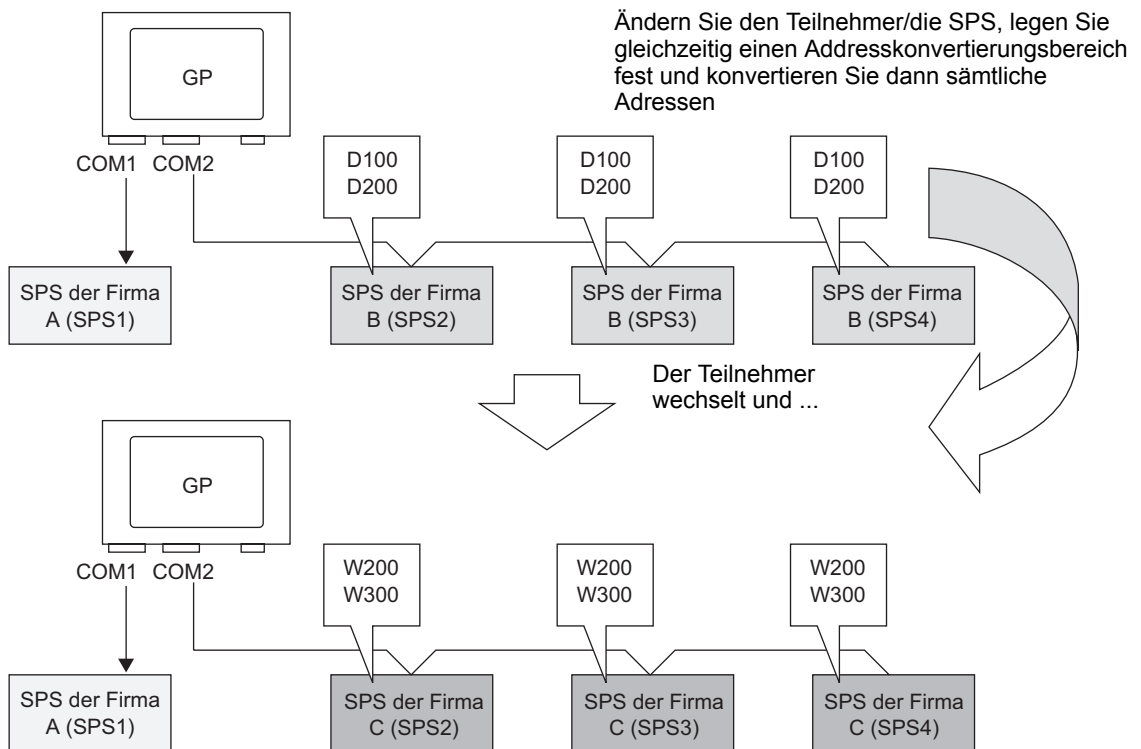 Ändern Sie den Teilnehmer/die SPS, legen Sie
gleichzeitig einen Addresskonvertierungsbereich
fest und konvertieren Sie dann sämtliche
Adressen
GP
COM1 COM2
D100
D200
D100
D200
D100
D200
SPS der Firma
A (SPS1)
SPS der Firma
B (SPS2)
SPS der Firma
B (SPS3)
SPS der Firma
B (SPS4)
Der Teilnehmer
wechselt und ...
GP
COM1 COM2
W200
W300
W200
W300
W200
W300
SPS der Firma
A (SPS1)
SPS der Firma
C (SPS2)
SPS der Firma
C (SPS3)
SPS der Firma
C (SPS4)